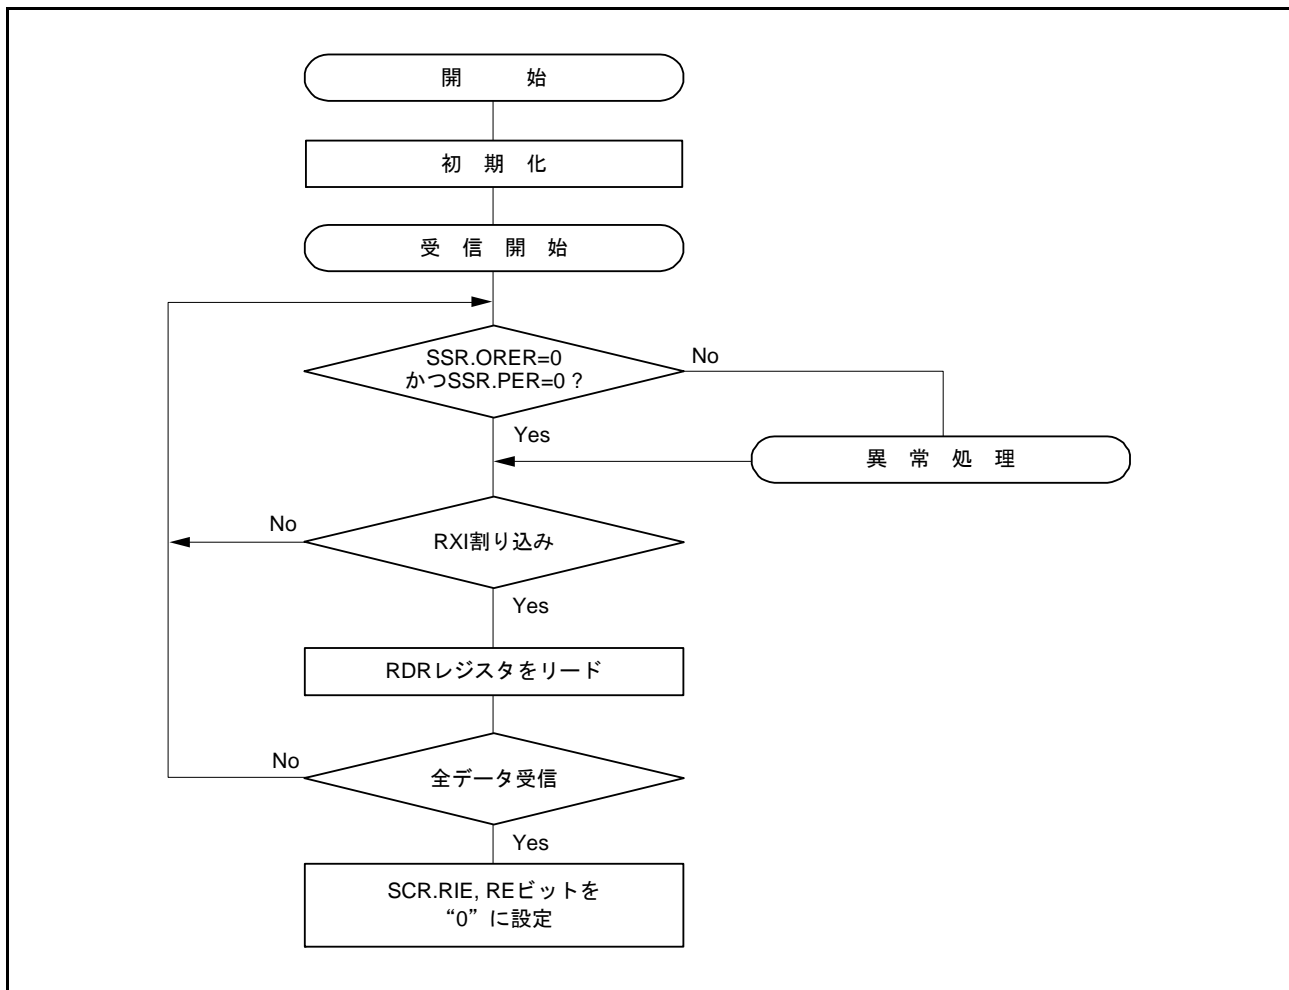 開 始
初 期 化
受 信 開 始
SSR.ORER=0
かつSSR.PER=0 ?
No
Yes
異 常 処 理
No
RXI割り込み
Yes
RDRレジスタをリード
No
全データ受信
Yes
SCR.RIE, REビットを
“0” に設定